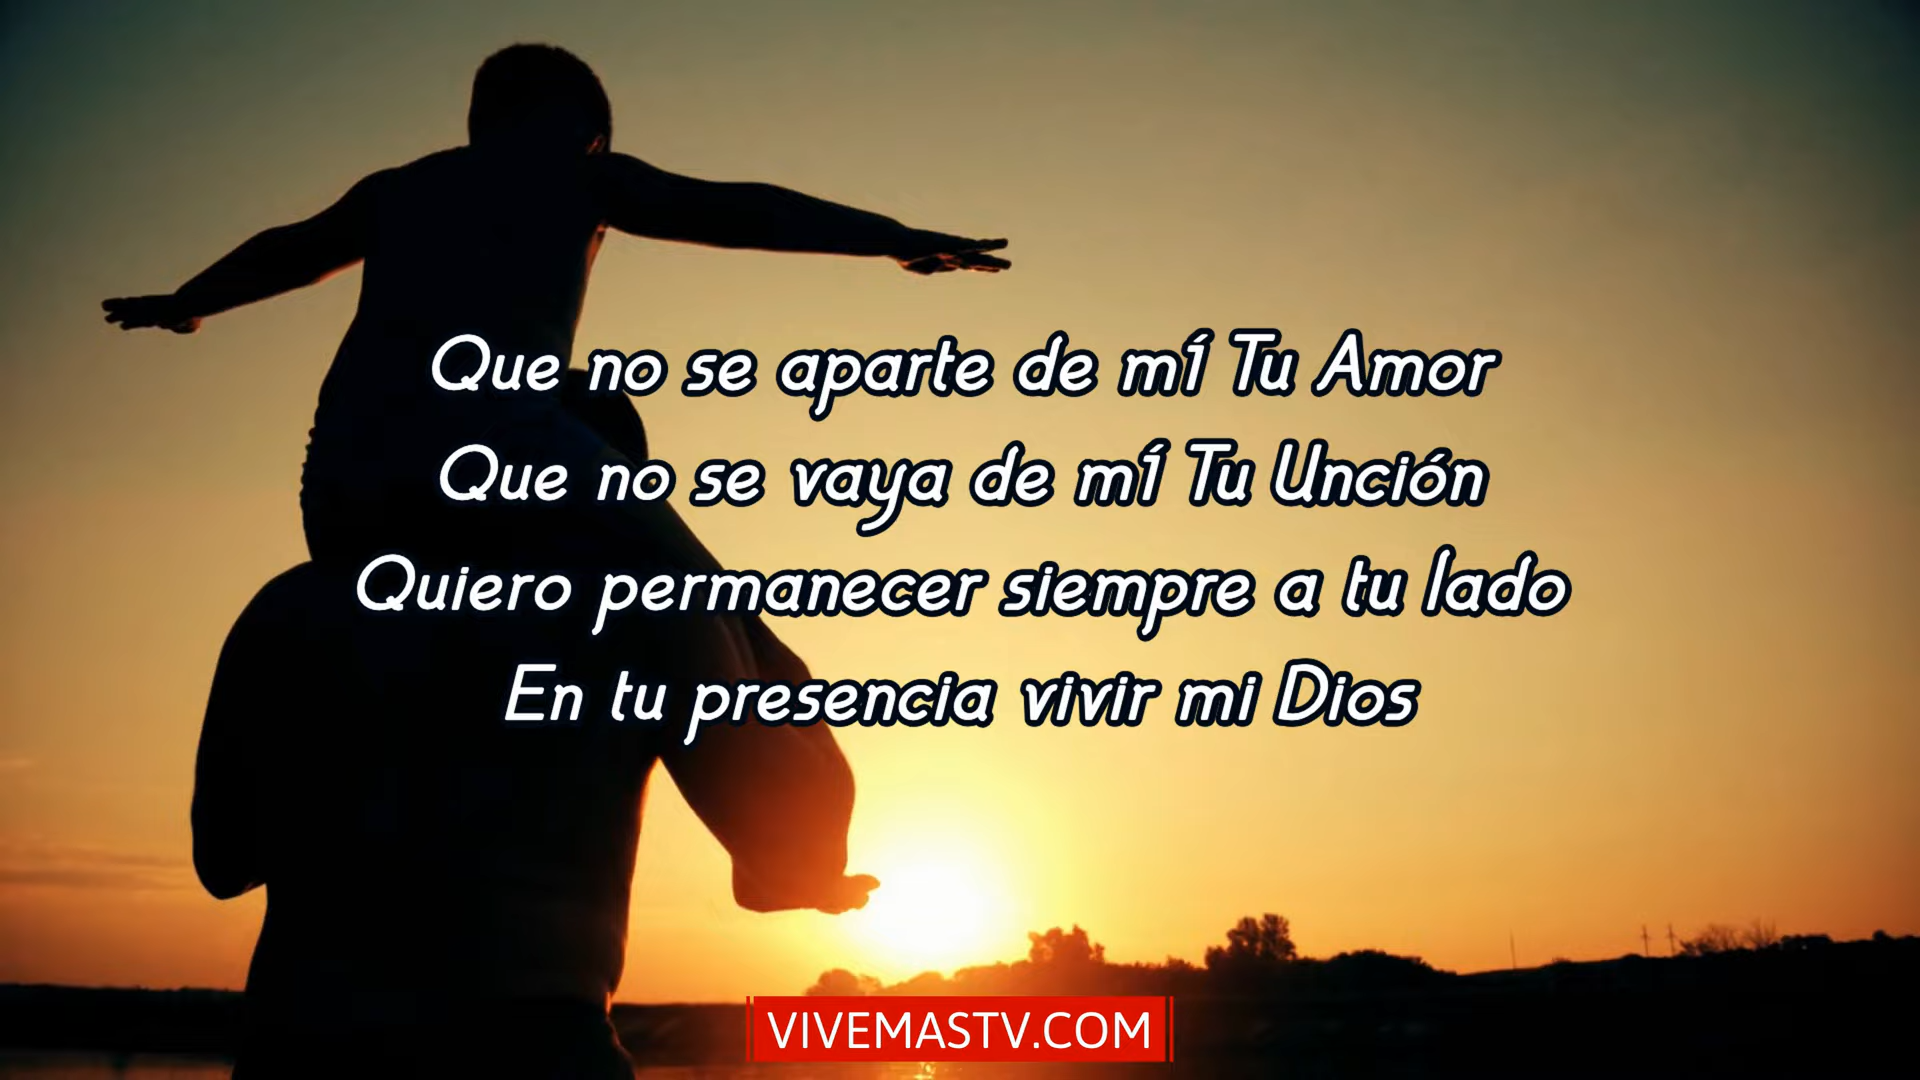 Que no se aparte de mí Tu Amor
Que no se vaya de mí Tu Unción
Quiero permanecer siempre a tu lado
En tu presencia vivir mi Dios
VIVEMASTV.COM